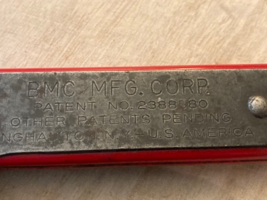 BMC. MFG. CORP.
PATENT NO. 2388180
OTHER PATENTS PENDING
U.S. AMERICA